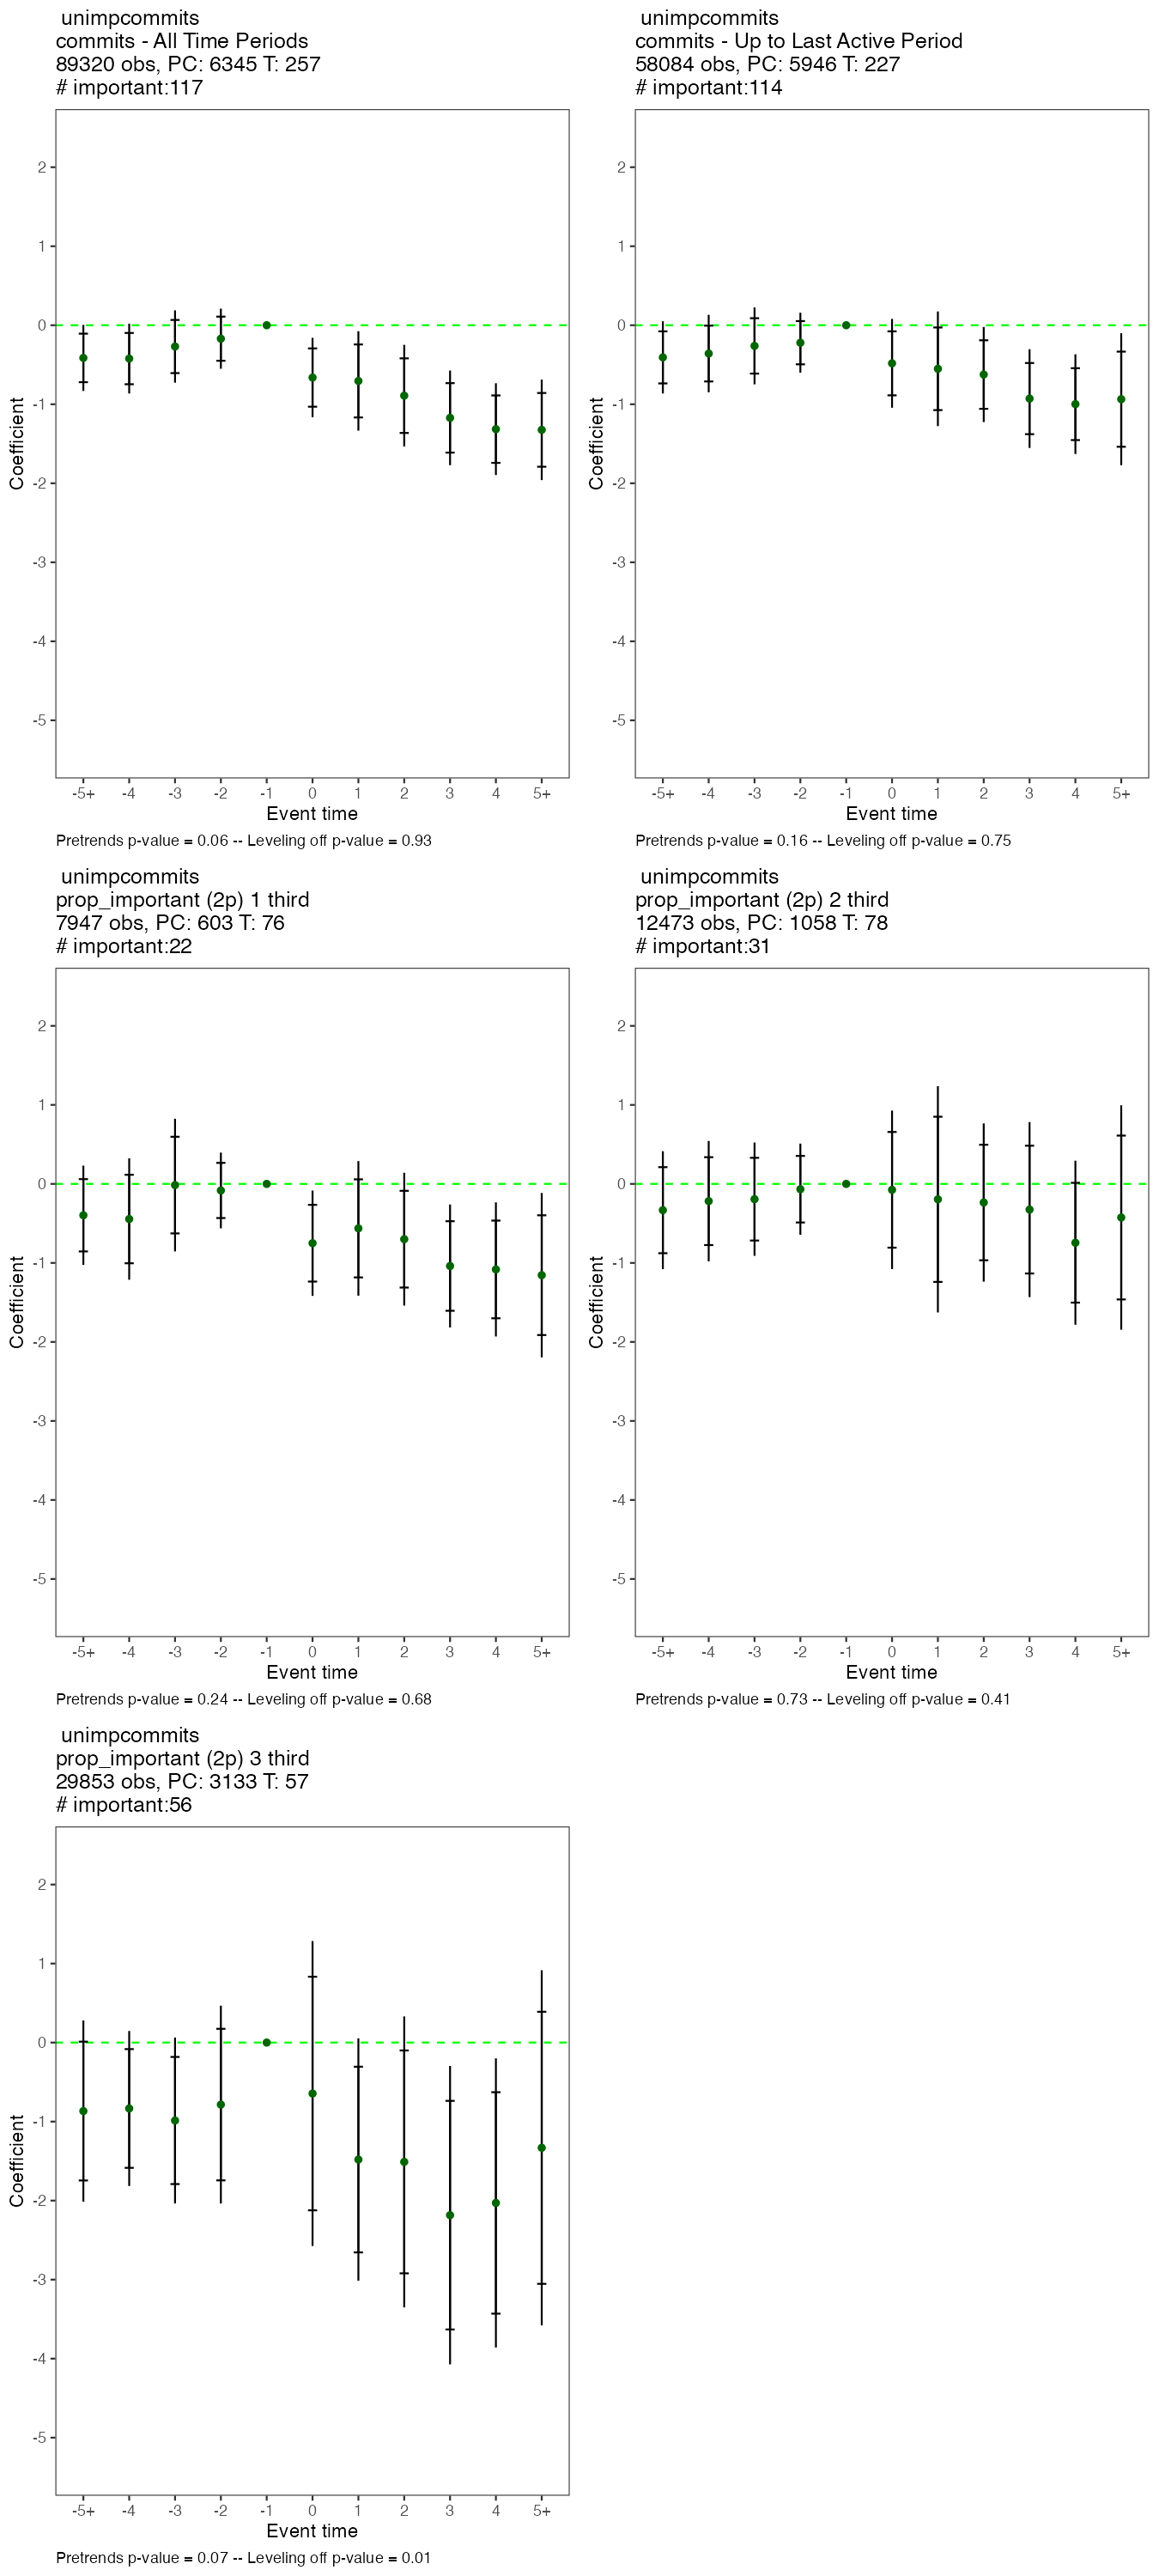 unimpcommits
commits - All Time Periods
89320 obs, PC: 6345 T: 257
# important:117
2
1
0
-1
-2
-3
-4
-5
Coefficient
-5+ -4 -3 -2 -1 0 1 2 3 4 5+
Event time
Pretrends p-value = 0.06 -- Leveling off p-value = 0.93
unimpcommits
commits - Up to Last Active Period
58084 obs, PC: 5946 T: 227
# important:114
2
1
0
-1
-2
-3
-4
-5
Coefficient
-5+ -4 -3 -2 -1 0 1 2 3 4 5+
Event time
Pretrends p-value = 0.16 -- Leveling off p-value = 0.75
unimpcommits
prop_important (2p) 1 third
7947 obs, PC: 603 T: 76
# important:22
2
1
0
-1
-2
-3
-4
-5
Coefficient
-5+ -4 -3 -2 -1 0 1 2 3 4 5+
Event time
Pretrends p-value = 0.24 -- Leveling off p-value = 0.68
unimpcommits
prop_important (2p) 2 third
12473 obs, PC: 1058 T: 78
# important:31
2
1
0
-1
-2
-3
-4
-5
Coefficient
-5+ -4 -3 -2 -1 0 1 2 3 4 5+
Event time
Pretrends p-value = 0.73 -- Leveling off p-value = 0.41
unimpcommits
prop_important (2p) 3 third
29853 obs, PC: 3133 T: 57
# important:56
2
1
0
-1
-2
-3
-4
-5
Coefficient
-5+ -4 -3 -2 -1 0 1 2 3 4 5+
Event time
Pretrends p-value = 0.07 -- Leveling off p-value = 0.01